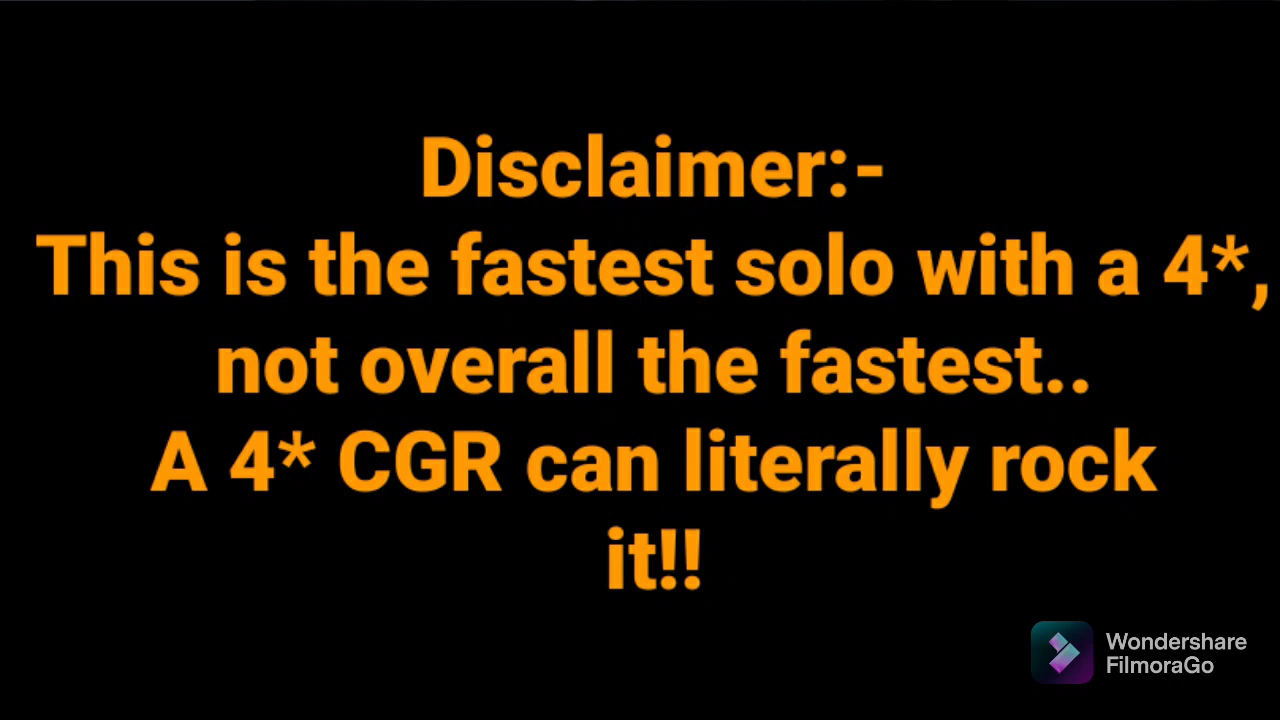 Disclaimer:-
This is the fastest solo with a 4*,
not overall the fastest..
A 4* CGR can literally rock
it!!
Wondershare
FilmoraGo